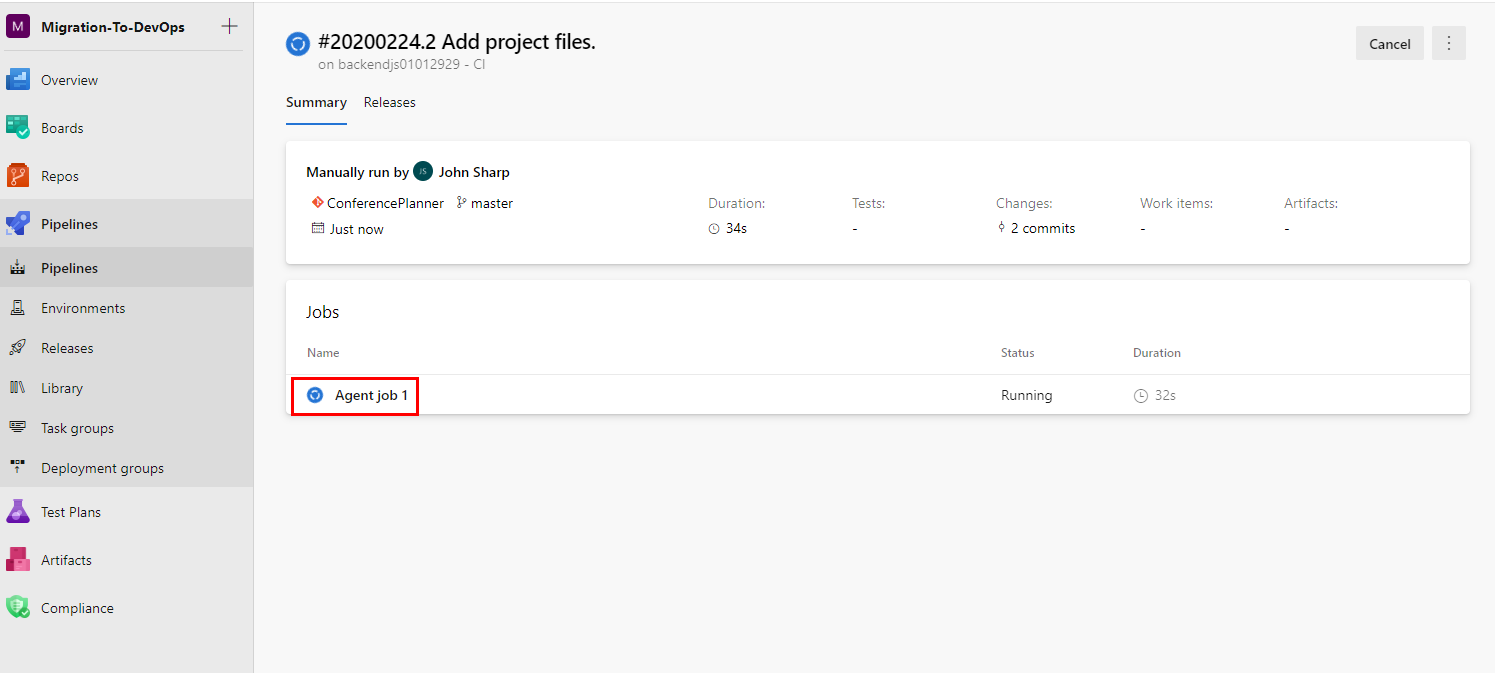 M Migration-To-DevOps
Overview
Boards
Repos
Pipelines
Pipelines
Environments
Releases
Library
Task groups
Deployment groups
Test Plans
Artifacts
Compliance
#20200224.2 Add project files.
on backendjs01012929 - CI
Cancel
Summary Releases
Manually run by JS John Sharp
ConferencePlanner master
Just now
Duration: Tests: Changes: Work items: Artifacts:
34s - 2 commits - -
Jobs
Name Status Duration
Agent job 1 Running 32s